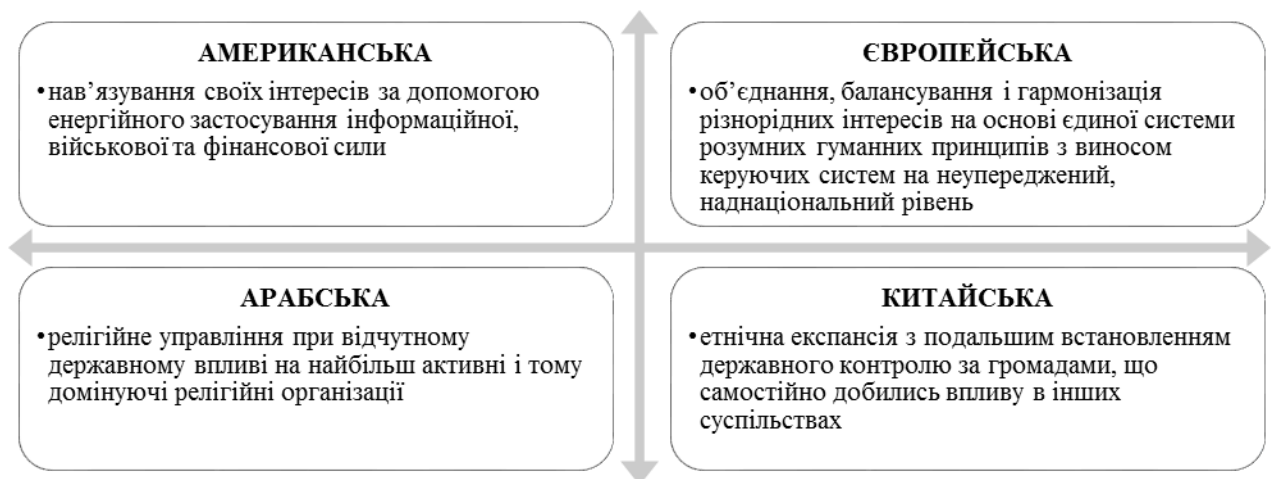 АМЕРИКАНСЬКА
•нав’язування своїх інтересів за допомогою
енергійного застосування інформаційної,
військової та фінансової сили
ЄВРОПЕЙСЬКА
•об’єднання, балансування і гармонізація
різнорідних інтересів на основі єдиної системи
розумних гуманних принципів з виносом
керуючих систем на неупереджений,
наднаціональний рівень
АРАБСЬКА
•релігійне управління при відчутному
державному впливі на найбільш активні і тому
домінуючі релігійні організації
КИТАЙСЬКА
•етнічна експансія з подальшим встановленням
державного контролю за громадами, що
самостійно добились впливу в інших
суспільствах